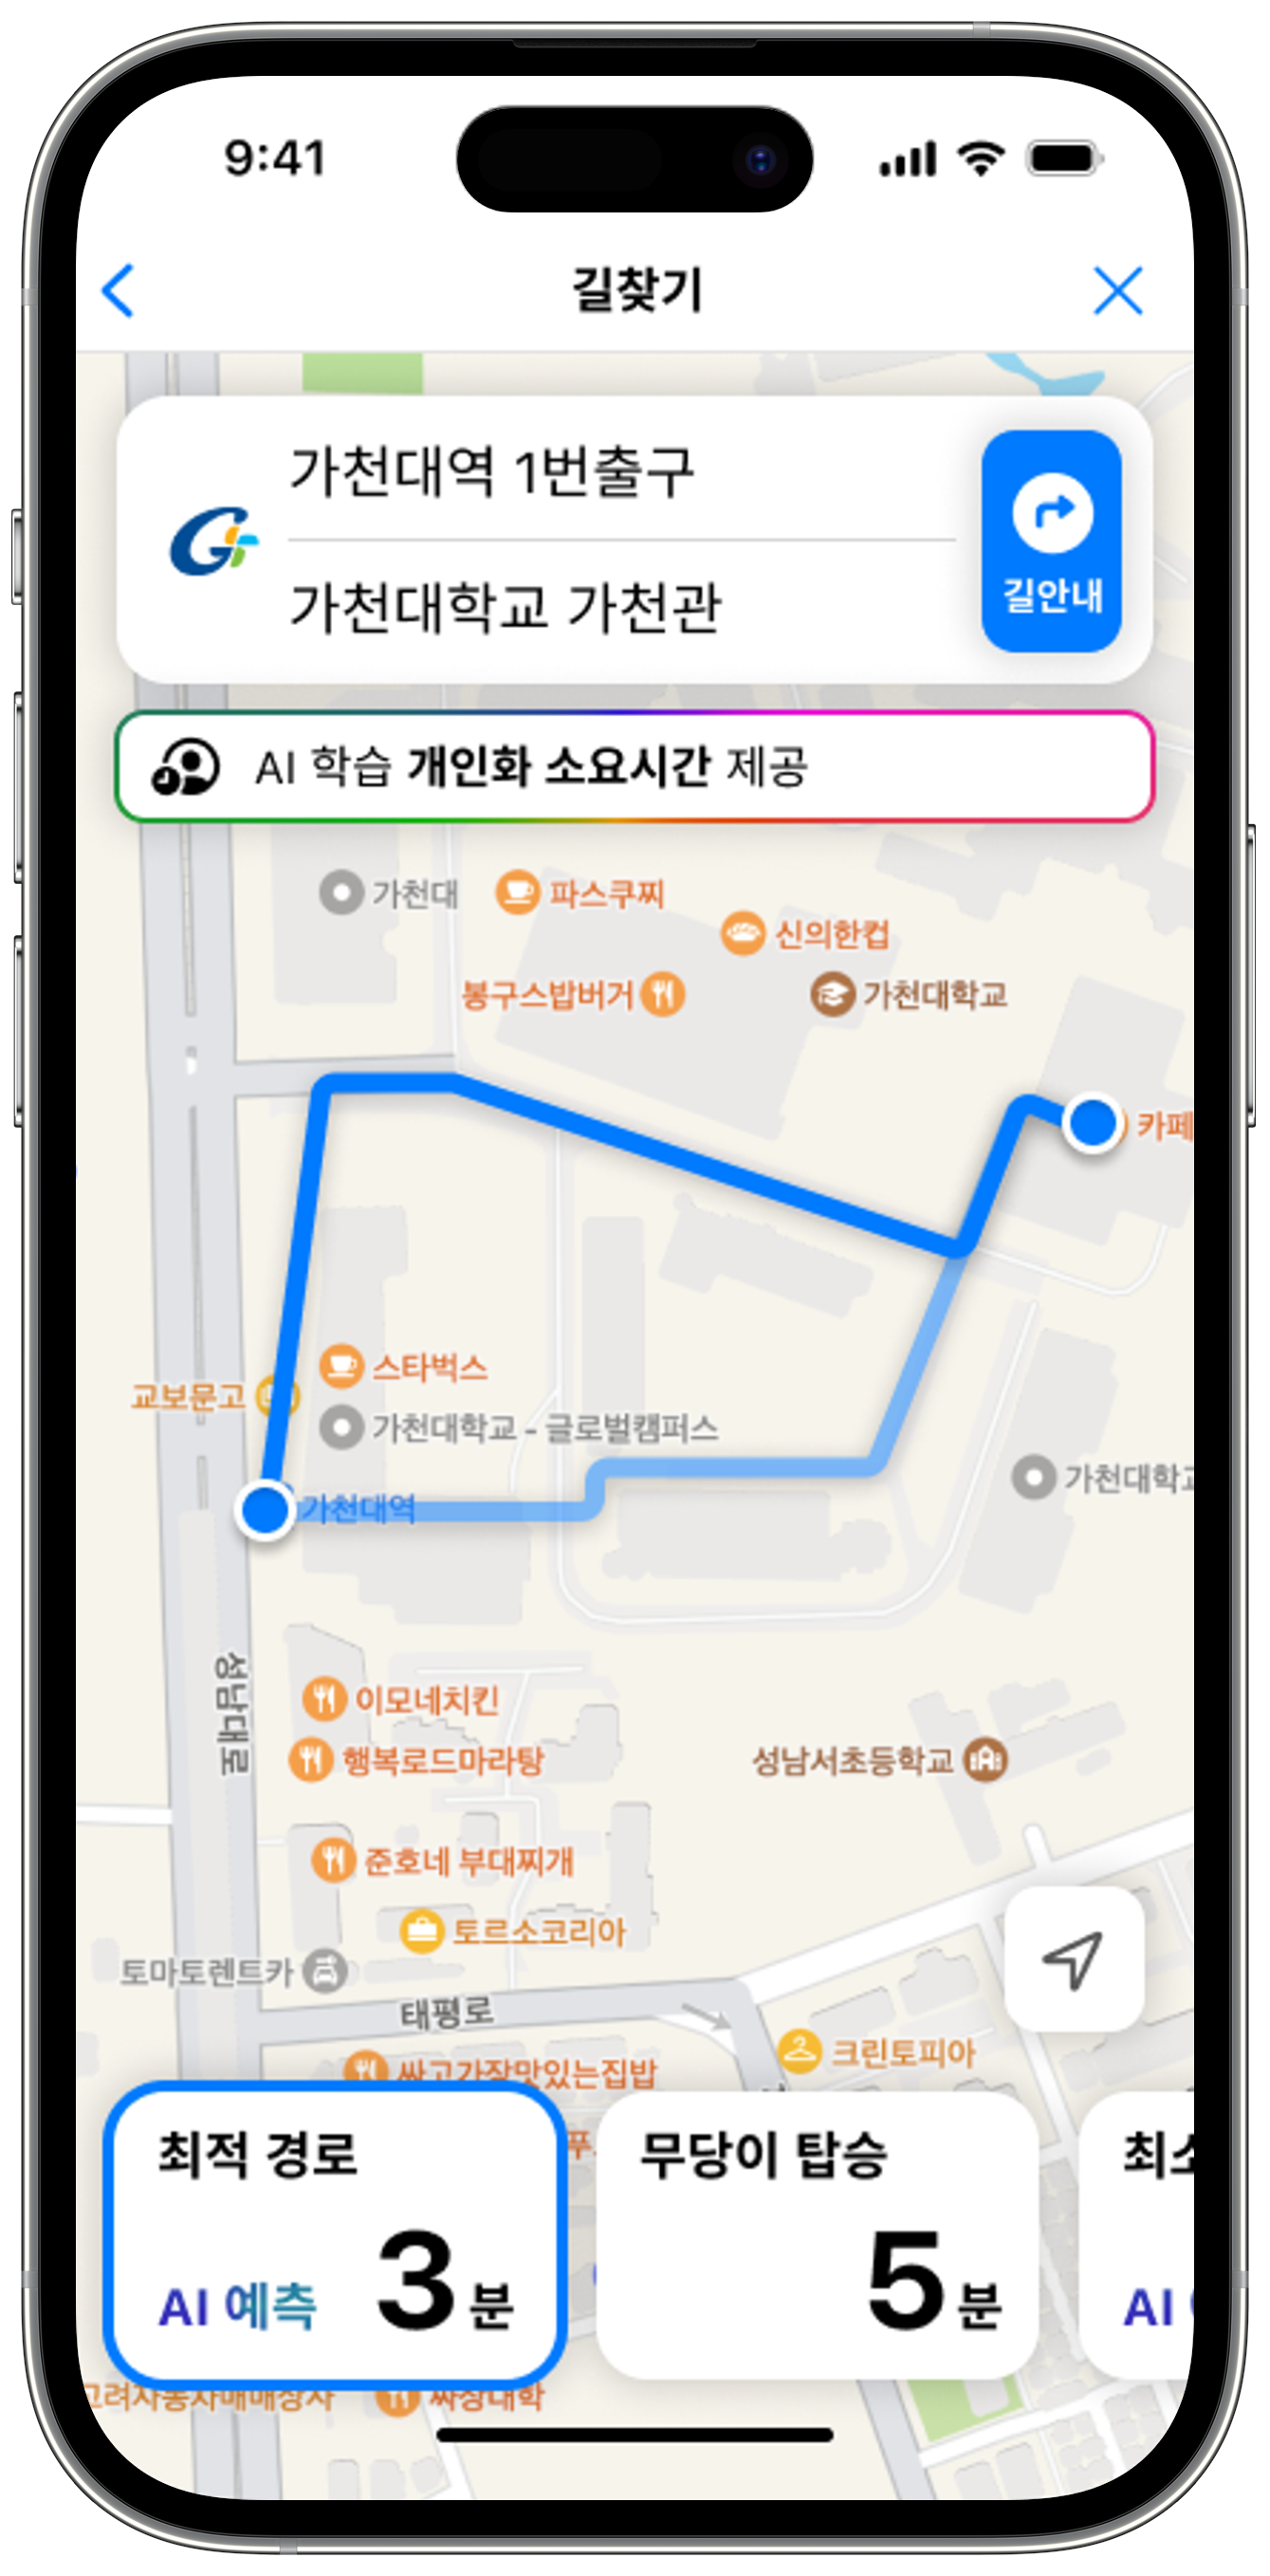 9:41
길찾기
가천대역 1번출구
가천대학교 가천관
길안내
AI 학습 개인화 소요시간 제공
가천대
파스쿠찌
신의한컵
봉구스밥버거
가천대학교
카페
스타벅스
교보문고
가천대학교 - 글로벌캠퍼스
가천대학교
가천대역
성남대로
이모네치킨
행복로드마라탕
성남서초등학교
준호네 부대찌개
토르소코리아
토마토렌트카
태평로
크린토피아
싸고가장맛있는집밥
최적 경로
무당이 탑승
최소
푸
AI 예측 3분
5분
AI
고려자동차매매상사
짜장대학